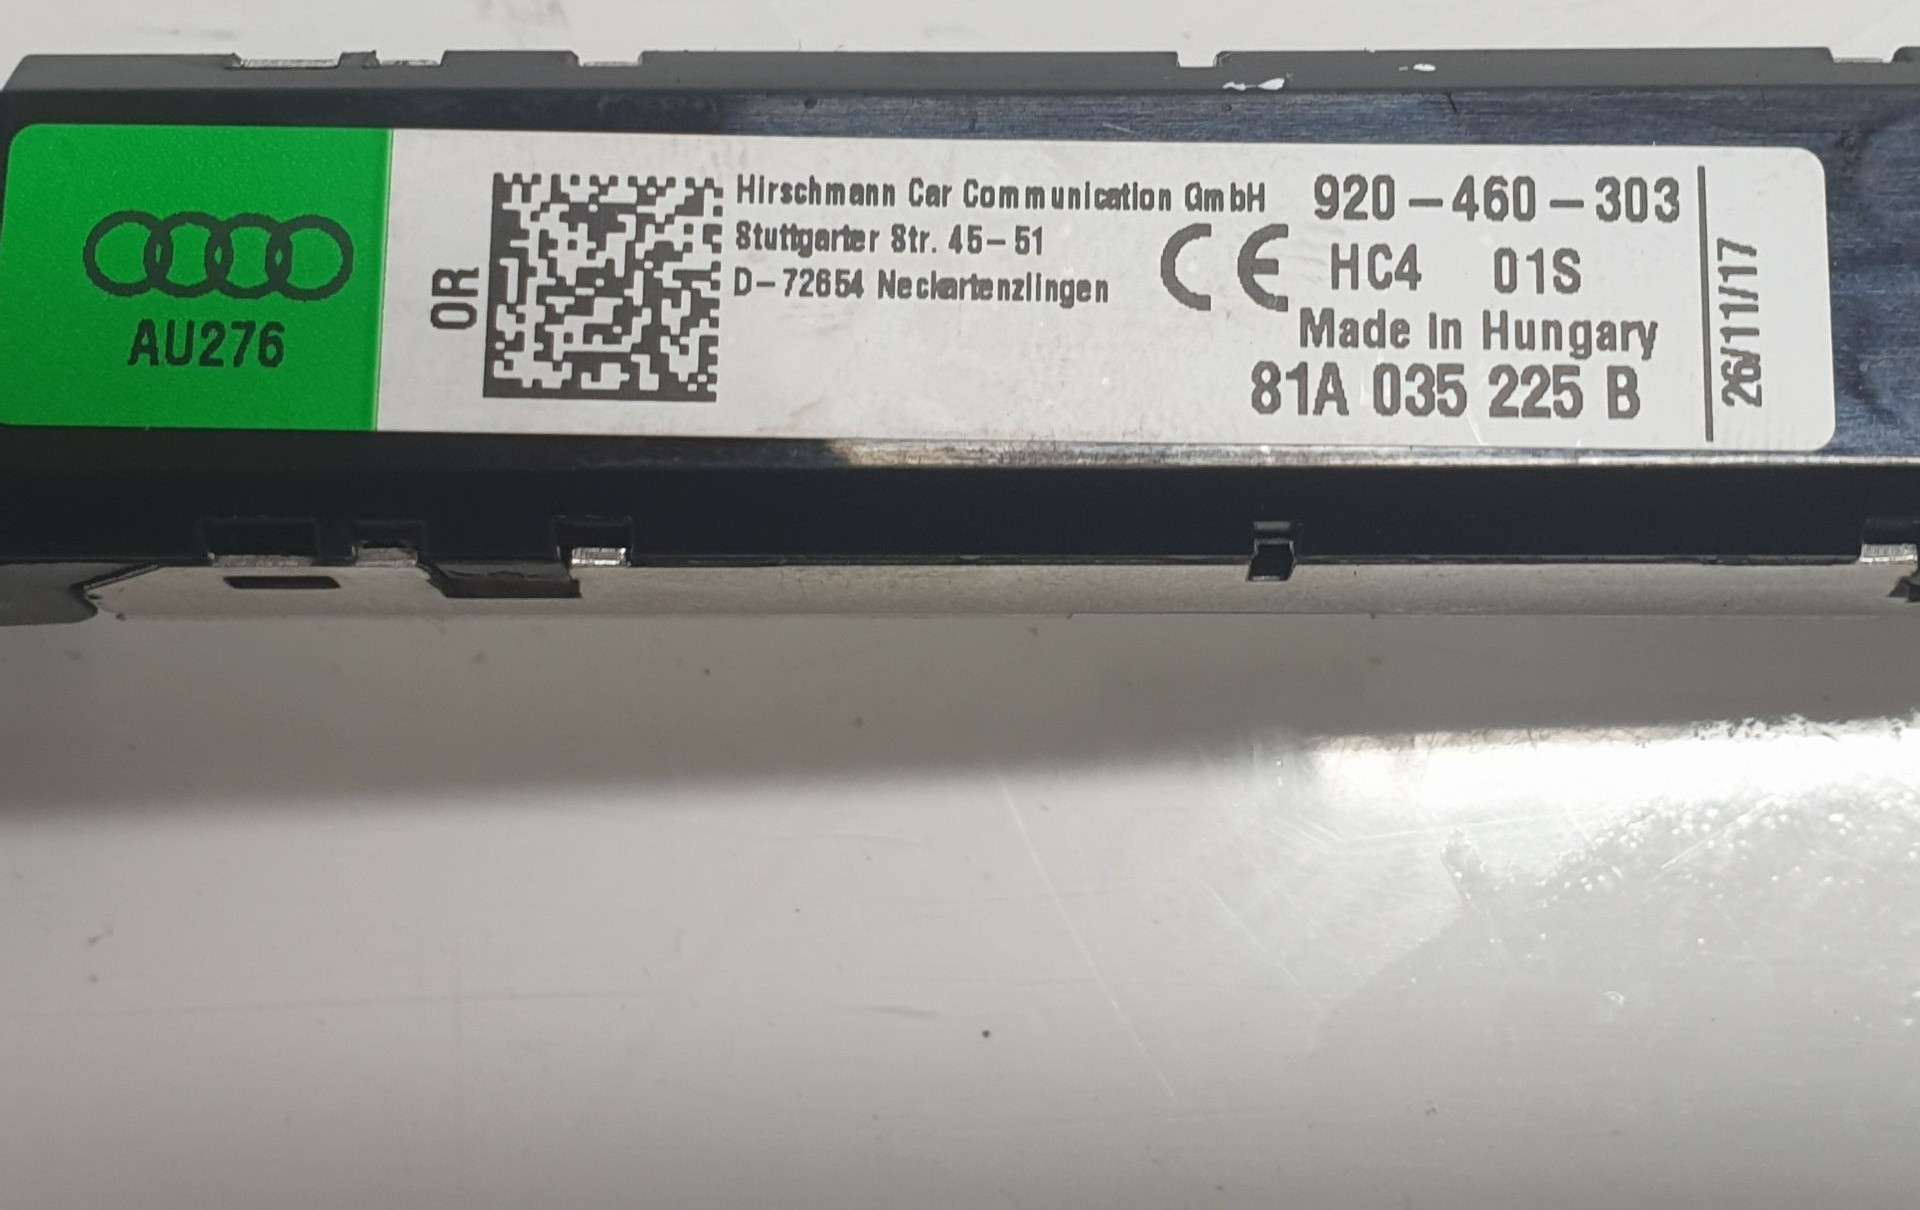 AU276
OR
Hirschmann Car Communication GmbH
Stuttgarter Str. 45-51
D-72654 Neckartenzlingen
CE
920-460-303
HC4 01S
Made in Hungary
81A 035 225 B
26/11/17